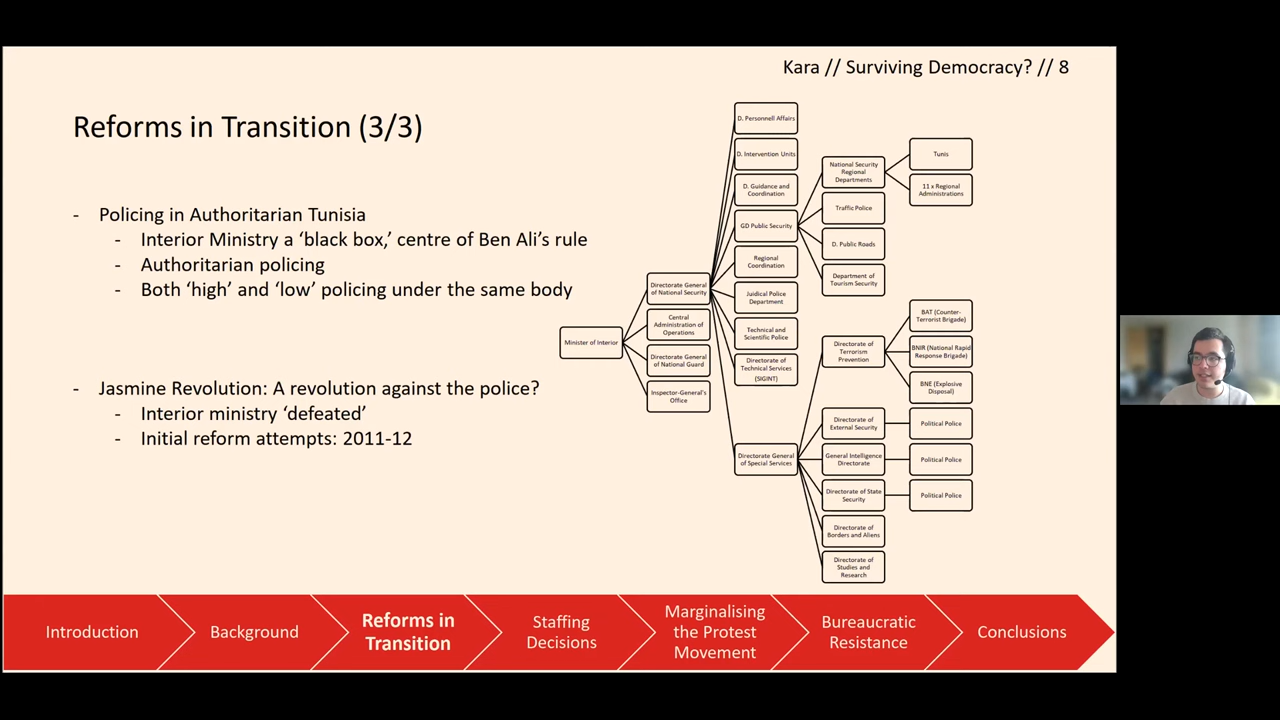 Kara // Surviving Democracy? // 8
Reforms in Transition (3/3)
- Policing in Authoritarian Tunisia
- Interior Ministry a ‘black box,’ centre of Ben Ali’s rule
- Authoritarian policing
- Both ‘high’ and ‘low’ policing under the same body
- Jasmine Revolution: A revolution against the police?
- Interior ministry ‘defeated’
- Initial reform attempts: 2011-12
Minister of Interior
Directorate General
of National Security
Central
Administration of
Operations
Directorate General
of National Guard
Inspector-General's
Office
D. Personnell Affairs
D. Intervention Units
D. Guidance and
Coordination
GD Public Security
Regional
Coordination
Juidical Police
Department
Technical and
Scientific Police
Directorate of
Technical Services
(SIGINT)
Directorate General
of Special Services
National Security
Regional
Departments
Traffic Police
D. Public Roads
Department of
Tourism Security
Tunis
11 x Regional
Administrations
Directorate of
Terrorism
Prevention
Directorate of
External Security
General Intelligence
Directorate
Directorate of State
Security
Directorate of
Borders and Aliens
Directorate of
Studies and
Research
BAT (Counter-
Terrorist Brigade)
BNIR (National Rapid
Response Brigade)
BNE (Explosive
Disposal)
Political Police
Political Police
Political Police
Introduction
Background
Reforms in
Transition
Staffing
Decisions
Marginalising
the Protest
Movement
Bureaucratic
Resistance
Conclusions